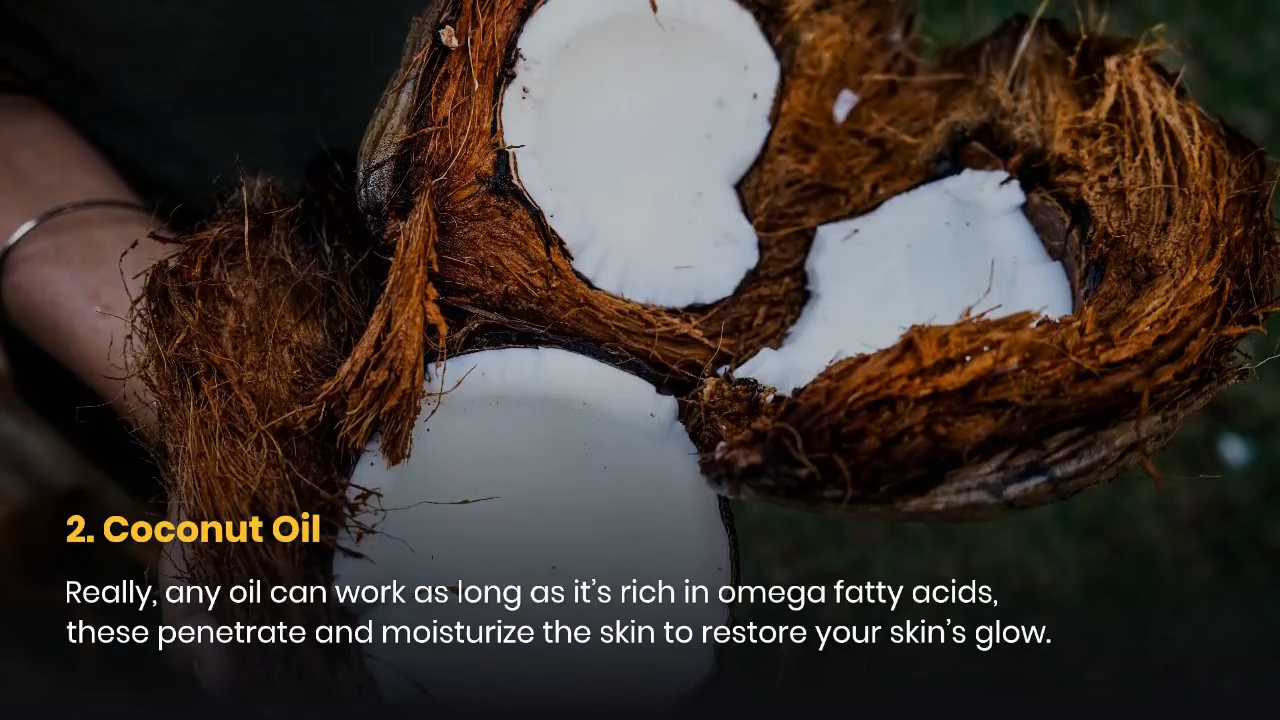 2. Coconut Oil
Really, any oil can work as long as it’s rich in omega fatty acids,
these penetrate and moisturize the skin to restore your skin’s glow.